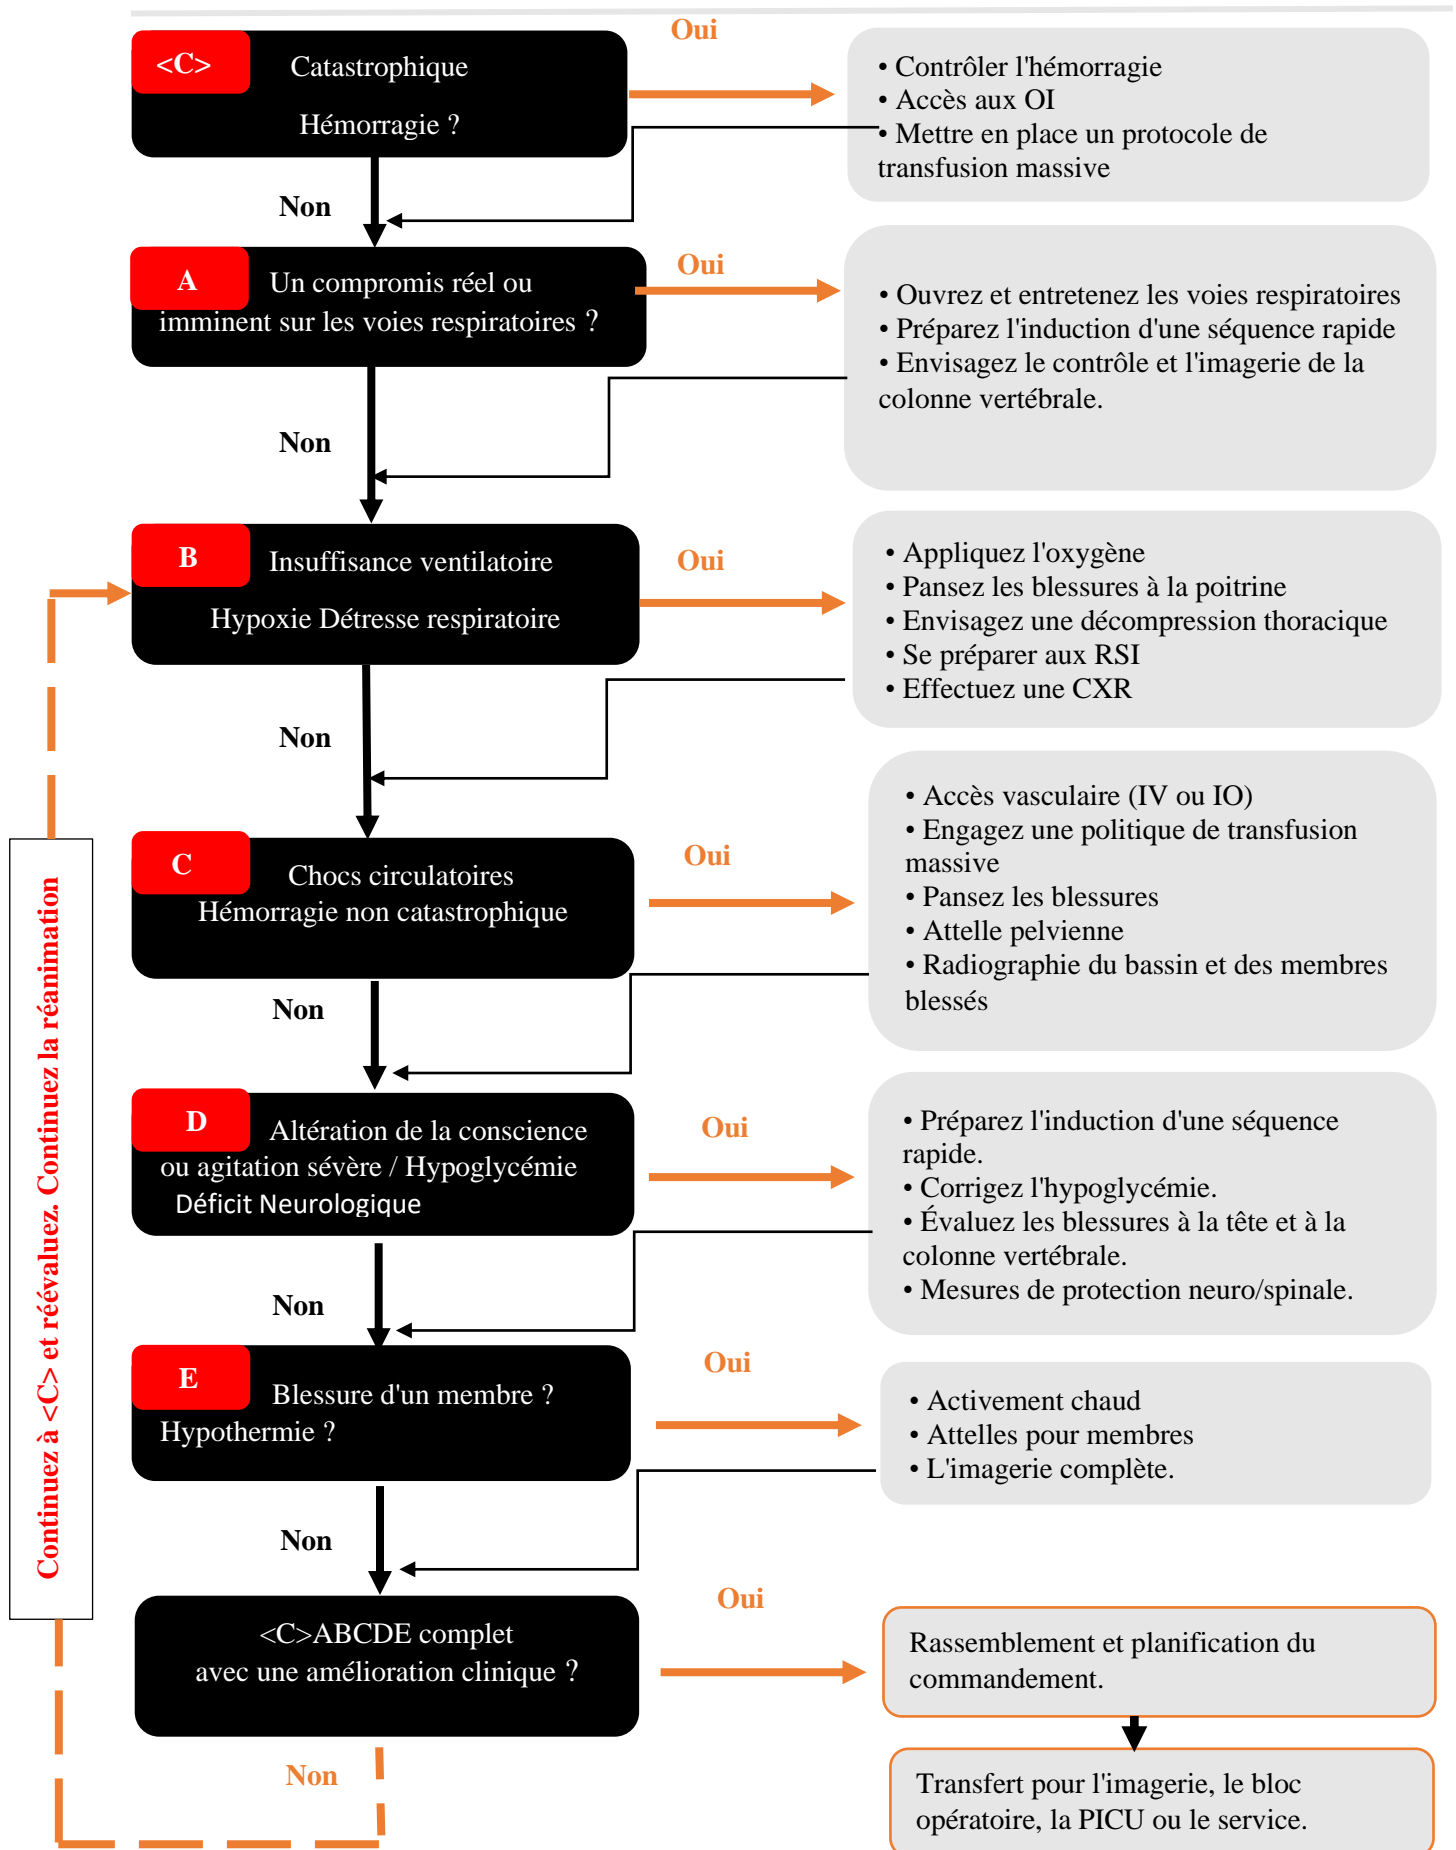 Oui
<C> Catastrophique
Hémorragie ?
• Contrôler l'hémorragie
• Accès aux OI
• Mettre en place un protocole de
transfusion massive
Non
A Un compromis réel ou
imminent sur les voies respiratoires ?
Oui
• Ouvrez et entretenez les voies respiratoires
• Préparez l'induction d'une séquence rapide
• Envisagez le contrôle et l'imagerie de la
colonne vertébrale.
Non
B Insuffisance ventilatoire
Hypoxie Détresse respiratoire
Oui
• Appliquez l'oxygène
• Pansez les blessures à la poitrine
• Envisagez une décompression thoracique
• Se préparer aux RSI
• Effectuez une CXR
Non
C Chocs circulatoires
Hémorragie non catastrophique
Oui
• Accès vasculaire (IV ou IO)
• Engagez une politique de transfusion
massive
• Pansez les blessures
• Attelle pelvienne
• Radiographie du bassin et des membres
blessés
Non
D Altération de la conscience
ou agitation sévère / Hypoglycémie
Déficit Neurologique
Oui
• Préparez l'induction d'une séquence
rapide.
• Corrigez l'hypoglycémie.
• Évaluez les blessures à la tête et à la
colonne vertébrale.
• Mesures de protection neuro/spinale.
Non
E Blessure d'un membre ?
Hypothermie ?
Oui
• Activement chaud
• Attelles pour membres
• L'imagerie complète.
Non
<C>ABCDE complet
avec une amélioration clinique ?
Oui
Rassemblement et planification du
commandement.
Transfert pour l'imagerie, le bloc
opératoire, la PICU ou le service.
Non
Continuez à <C> et réévaluez. Continuez la réanimation